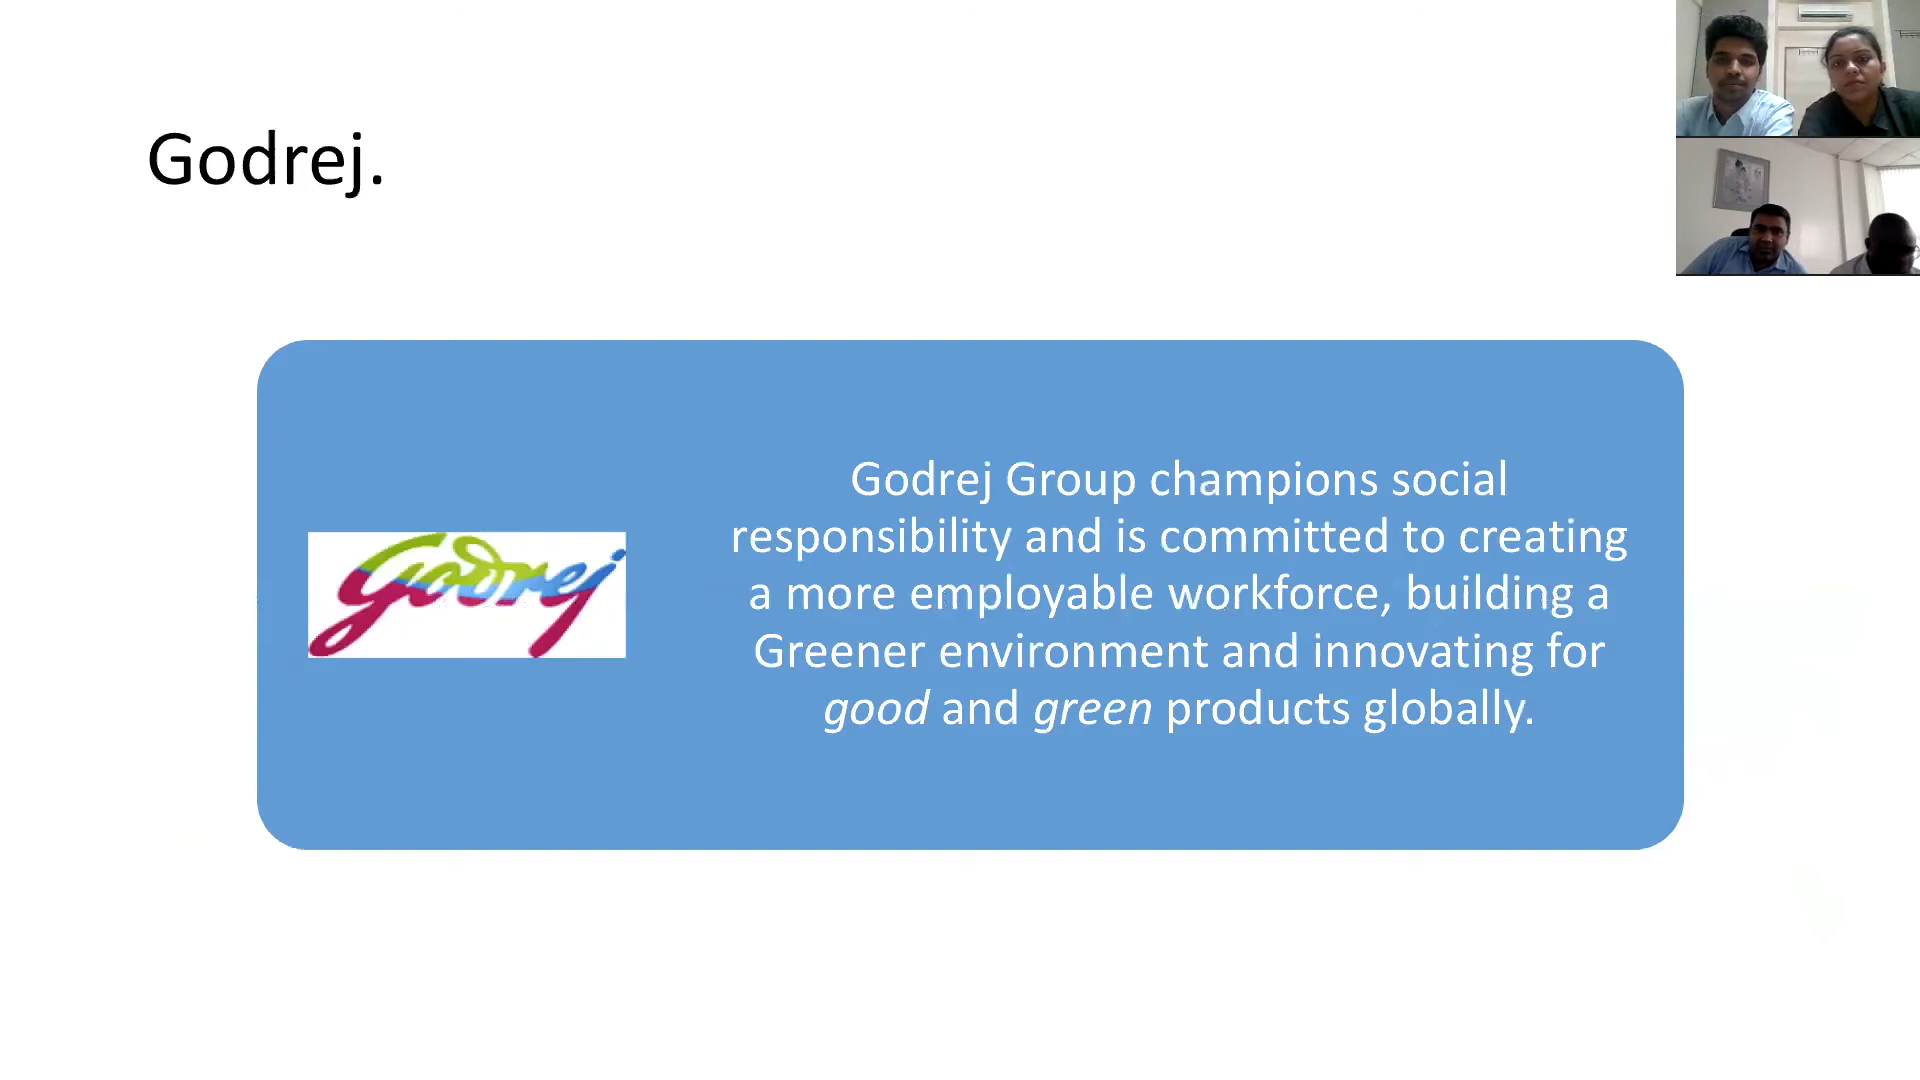 Godrej.
Godrej
Godrej Group champions social
responsibility and is committed to creating
a more employable workforce, building a
Greener environment and innovating for
good and green products globally.